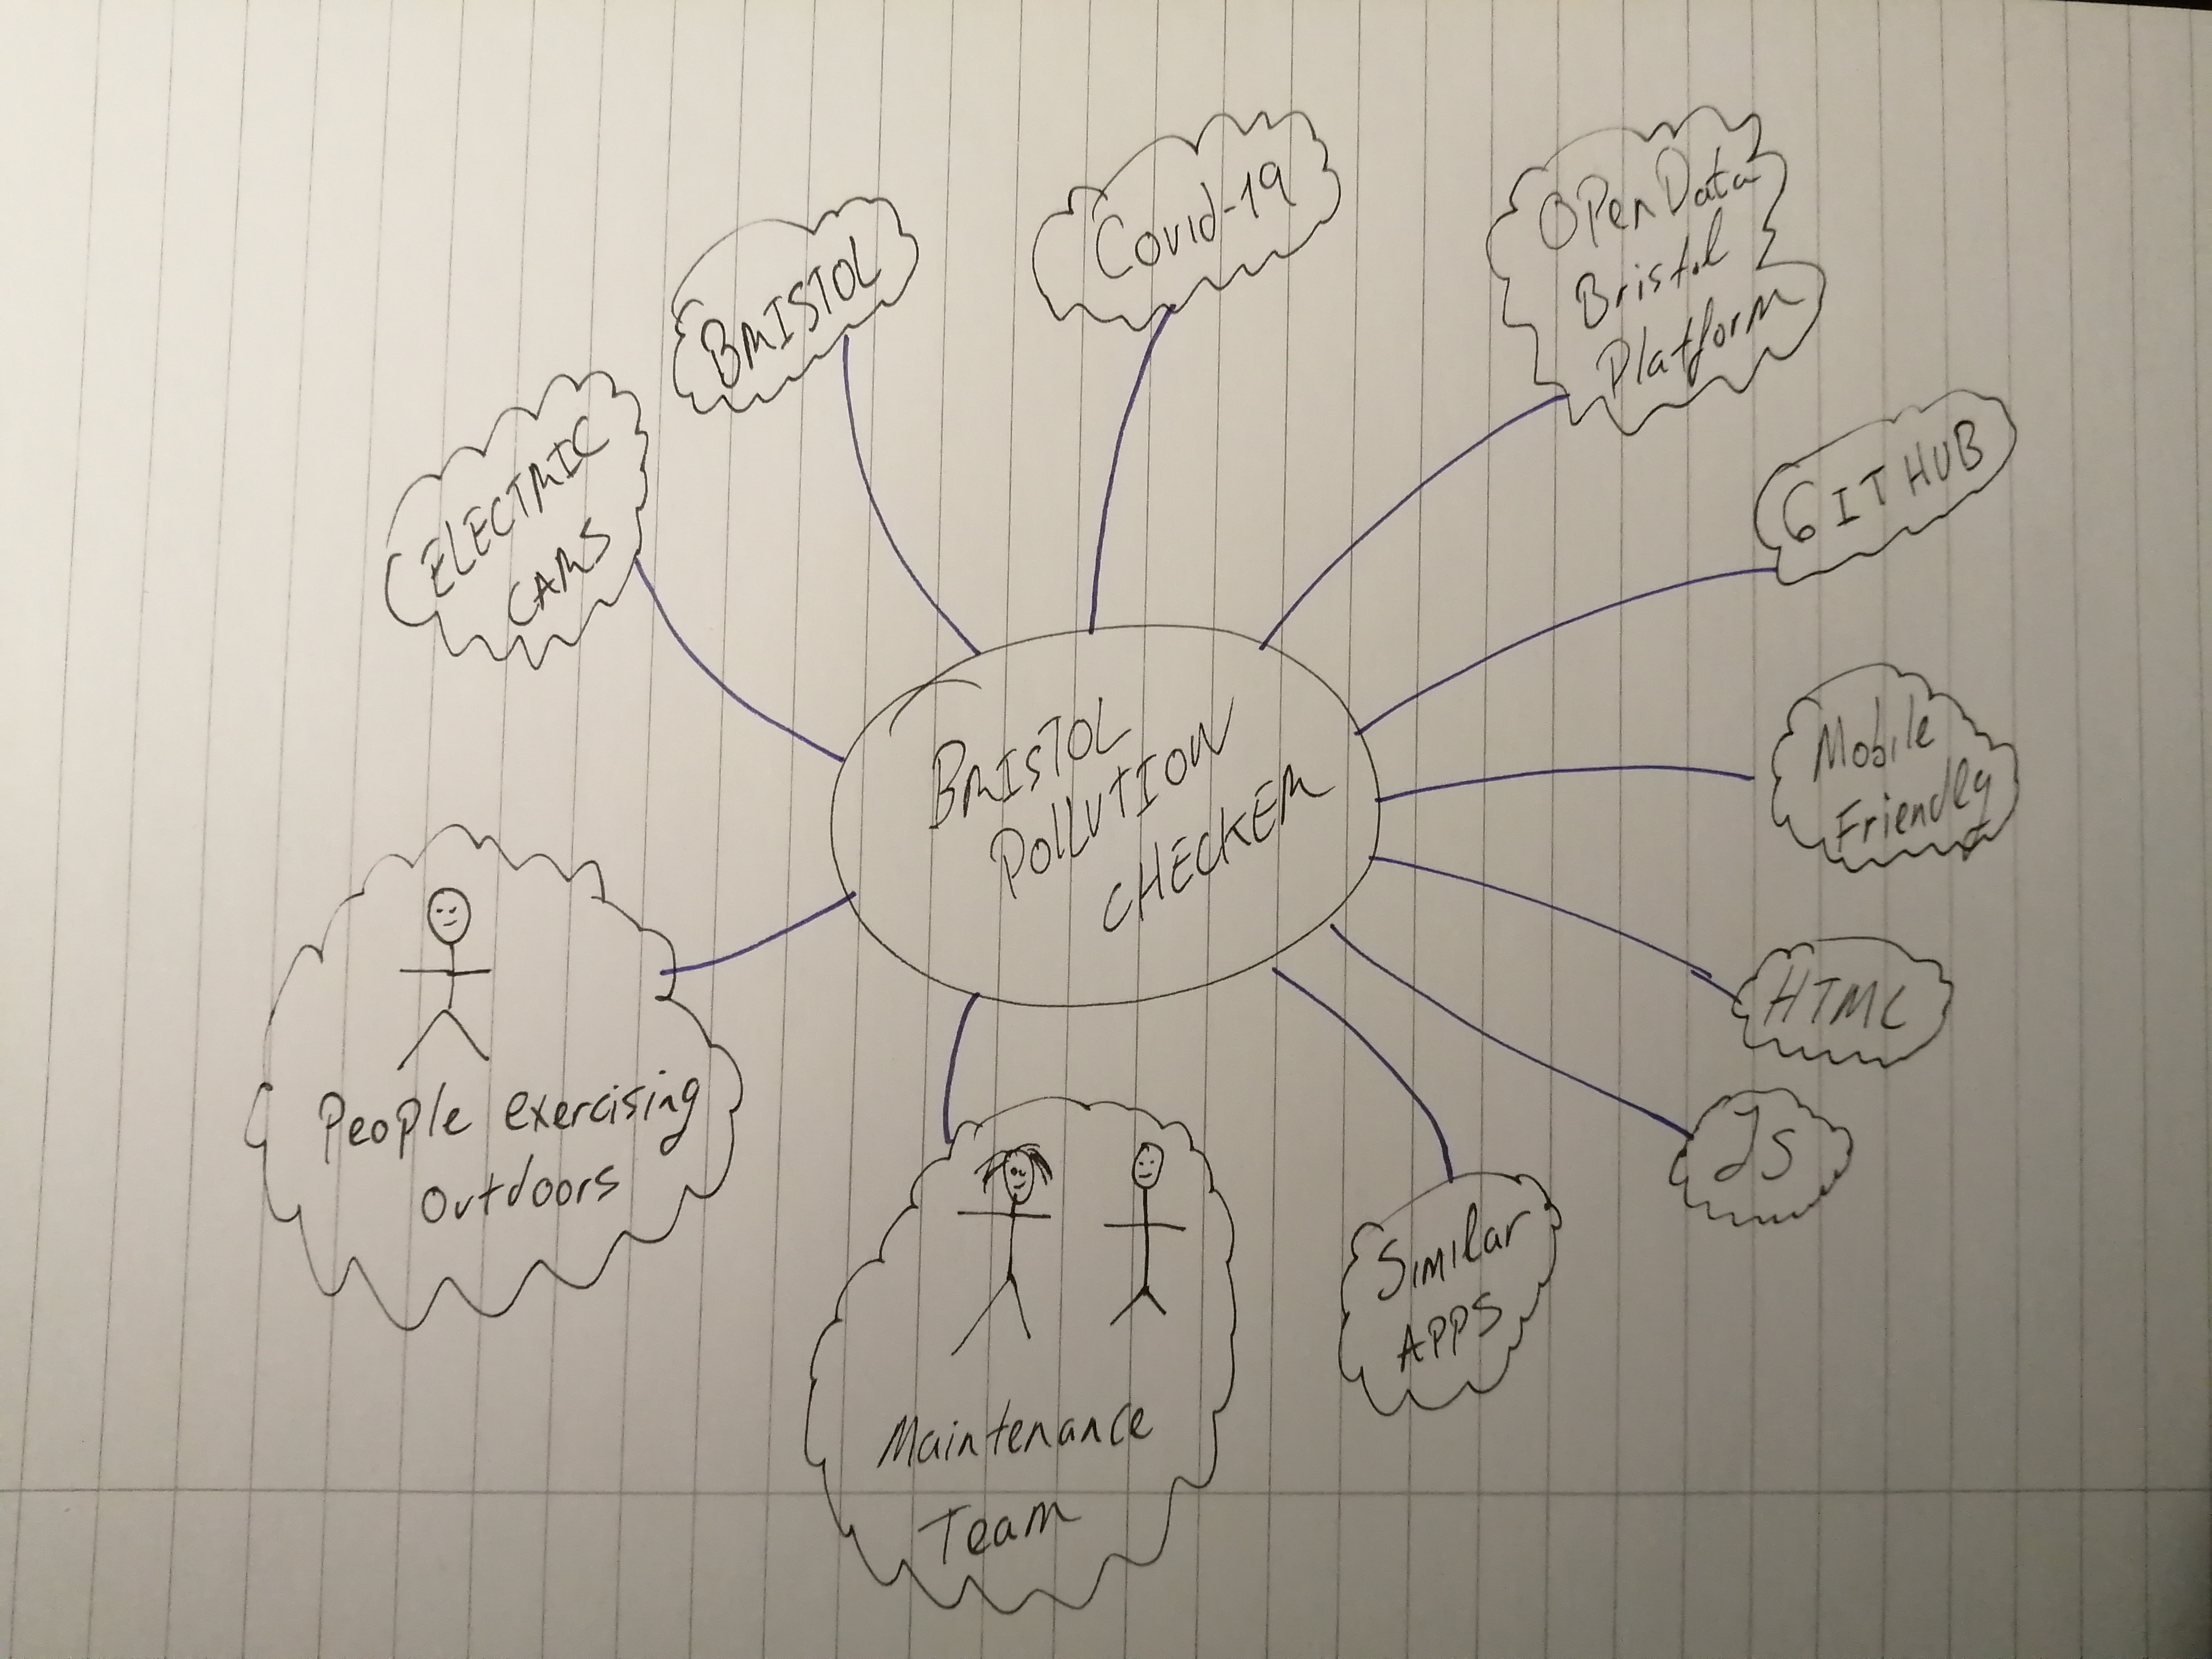 BRISTOL
POLLUTION
CHECKER
Covid-19
OPen Data
Bristol
Platform
GITHUB
Mobile
Friendly
HTML
JS
Similar
APPS
Maintenance
Team
People exercising
outdoors
ELECTRIC
CARS
BRISTOL